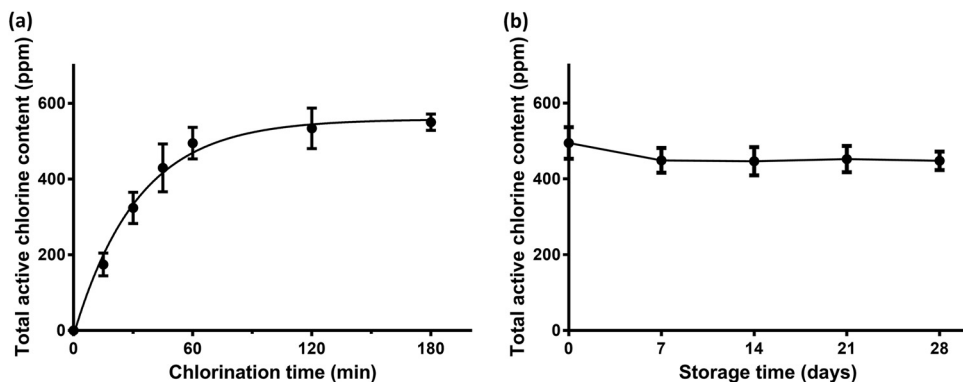 (a)
Total active chlorine content (ppm)
600
400
200
0
0
60
120
180
Chlorination time (min)
(b)
Total active chlorine content (ppm)
600
400
200
0
0
7
14
21
28
Storage time (days)